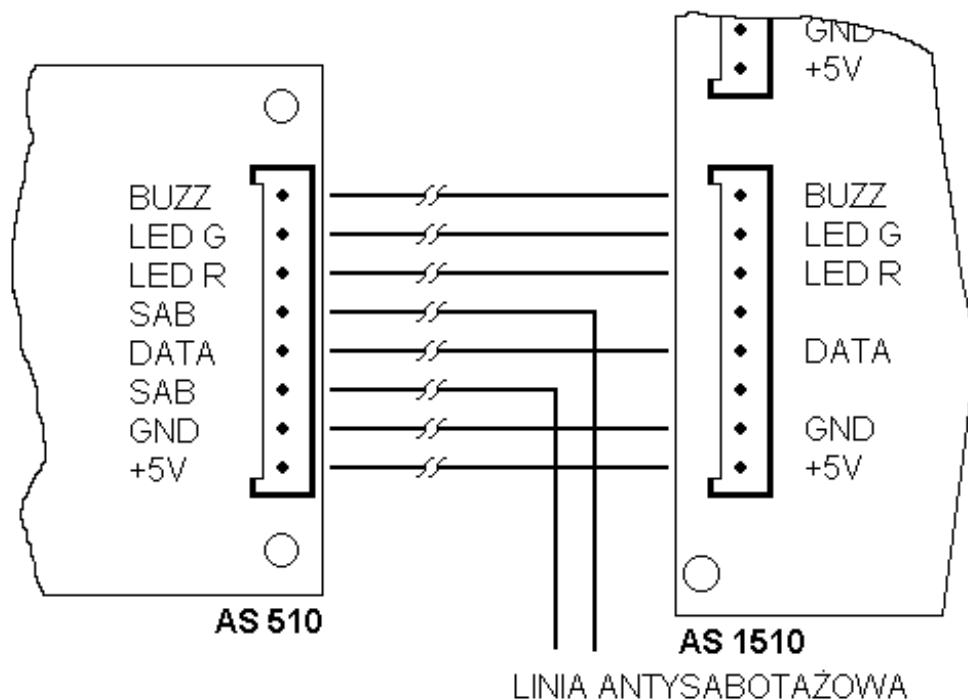 GND
+5V
BUZZ
LED G
LED R
SAB
DATA
SAB
GND
+5V
BUZZ
LED G
LED R
DATA
GND
+5V
AS 510
AS 1510
LINIA ANTYSABOTAŻOWA